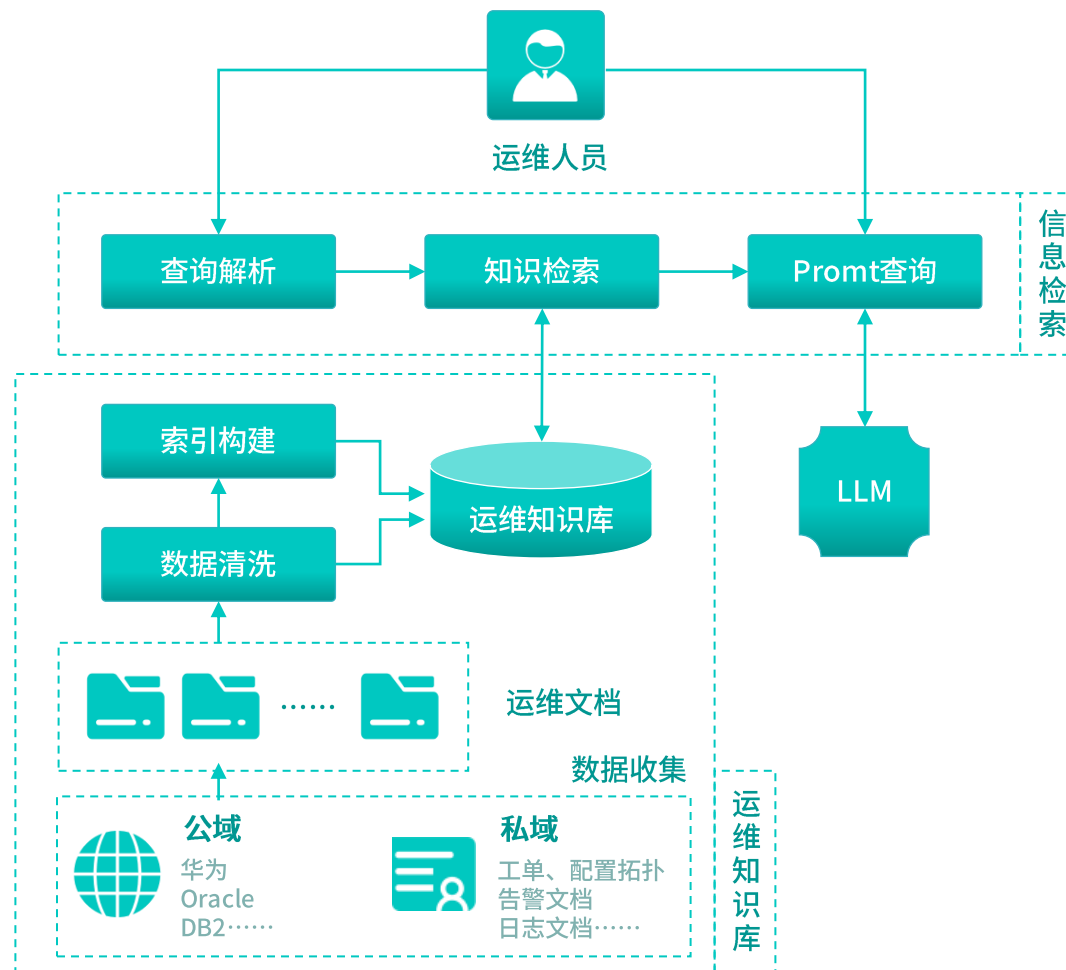 运维人员
信息检索
查询解析
知识检索
Promt查询
索引构建
运维知识库
LLM
数据清洗
……
运维文档
数据收集
运维知识库
公域
华为
Oracle
DB2……
私域
工单、配置拓扑
告警文档
日志文档……